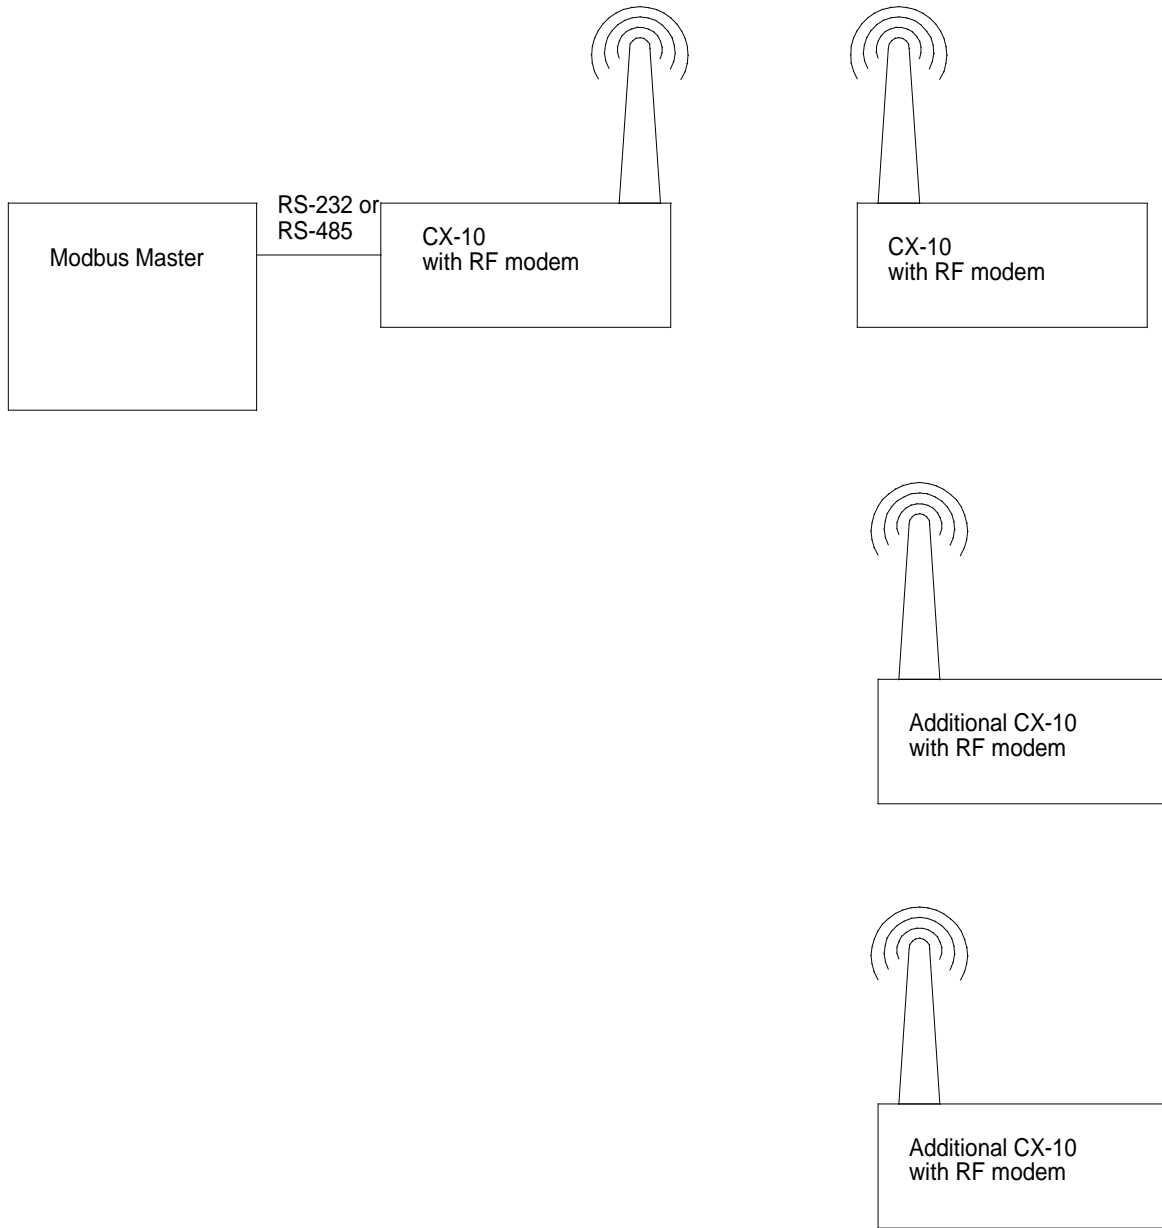 RS-232 or
RS-485
Modbus Master
CX-10
with RF modem
CX-10
with RF modem
Additional CX-10
with RF modem
Additional CX-10
with RF modem